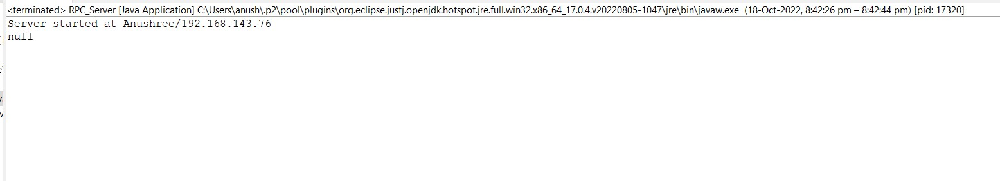 <terminated> RPC_Server [Java Application] C:\Users\anush\.p2\pool\plugins\org.eclipse.justj.openjdk.hotspot.jre.full.win32.x86_64_17.0.4.v20220805-1047\jre\bin\javaw.exe (18-Oct-2022, 8:42:26 pm – 8:42:44 pm) [pid: 17320]
Server started at Anushree/192.168.143.76
null